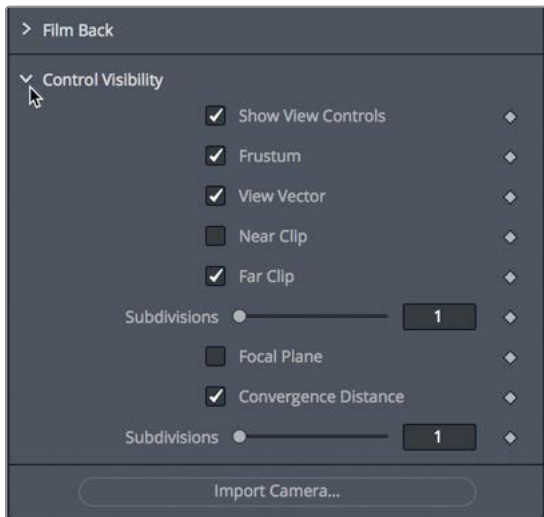 Film Back
Control Visibility
Show View Controls
Frustum
View Vector
Near Clip
Far Clip
Subdivisions 1
Focal Plane
Convergence Distance
Subdivisions 1
Import Camera...